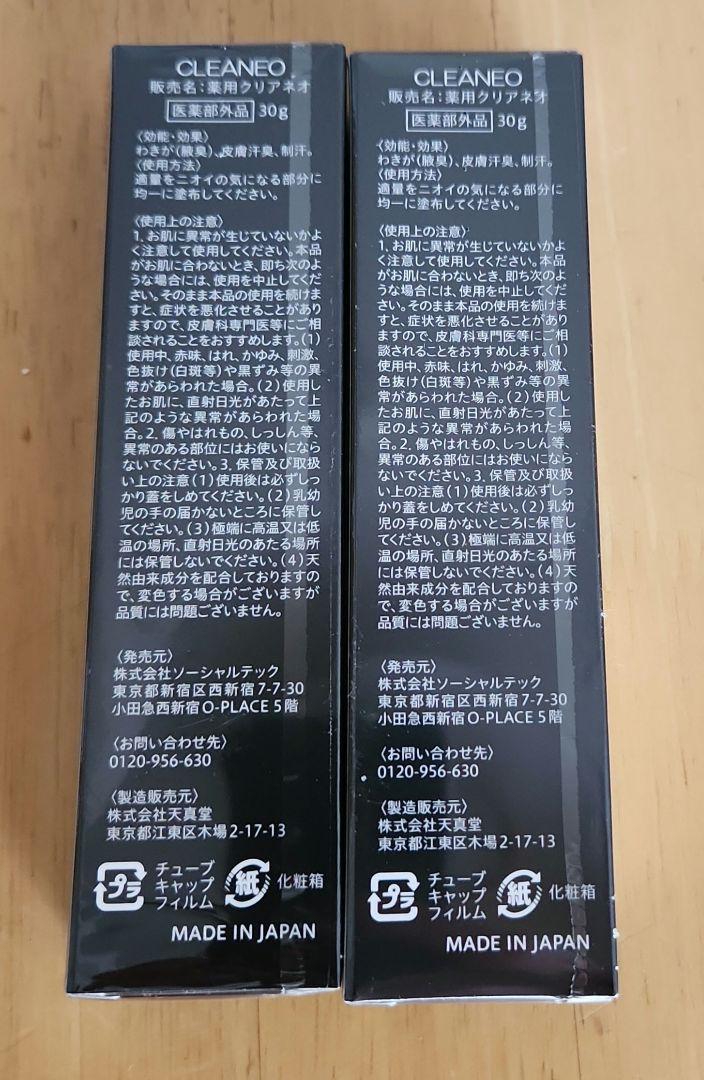 CLEANEO
販売名：薬用クリアネオ
医薬部外品 30g
〈効能・効果〉
わきが(腋臭)、皮膚汗臭、制汗。
〈使用方法〉
適量をニオイの気になる部分に
均一に塗布してください。
〈使用上の注意〉
1．お肌に異常が生じていないかよ
く注意して使用してください。本品
がお肌に合わないとき、即ち次のよ
うな場合には、使用を中止してくだ
さい。そのまま本品の使用を続けま
すと、症状を悪化させることがあり
ますので、皮膚科専門医等にご相
談されることをおすすめします。(1)
使用中、赤味、はれ、かゆみ、刺激、
色抜け(白斑等)や黒ずみ等の異
常があらわれた場合。(2)使用し
たお肌に、直射日光があたって上
記のような異常があらわれた場
合。2．傷やはれもの、しっしん等、
異常のある部位にはお使いになら
ないでください。3．保管及び取扱
い上の注意(1)使用後は必ずしっ
かり蓋をしめてください。(2)乳幼
児の手の届かないところに保管し
てください。(3)極端に高温又は低
温の場所、直射日光のあたる場所
には保管しないでください。(4)天
然由来成分を配合しておりますの
で、変色する場合がございますが
品質には問題ございません。
〈発売元〉
株式会社ソーシャルテック
東京都新宿区西新宿7-7-30
小田急西新宿O-PLACE 5階
〈お問い合わせ先〉
0120-956-630
〈製造販売元〉
株式会社天真堂
東京都江東区木場2-17-13
プラ チューブ
キャップ
フィルム
紙 化粧箱
MADE IN JAPAN
CLEANEO
販売名：薬用クリアネオ
医薬部外品 30g
〈効能・効果〉
わきが(腋臭)、皮膚汗臭、制汗。
〈使用方法〉
適量をニオイの気になる部分に
均一に塗布してください。
〈使用上の注意〉
1．お肌に異常が生じていないかよ
く注意して使用してください。本品
がお肌に合わないとき、即ち次のよ
うな場合には、使用を中止してくだ
さい。そのまま本品の使用を続けま
すと、症状を悪化させることがあり
ますので、皮膚科専門医等にご相
談されることをおすすめします。(1)
使用中、赤味、はれ、かゆみ、刺激、
色抜け(白斑等)や黒ずみ等の異
常があらわれた場合。(2)使用し
たお肌に、直射日光があたって上
記のような異常があらわれた場
合。2．傷やはれもの、しっしん等、
異常のある部位にはお使いになら
ないでください。3．保管及び取扱
い上の注意(1)使用後は必ずしっ
かり蓋をしめてください。(2)乳幼
児の手の届かないところに保管し
てください。(3)極端に高温又は低
温の場所、直射日光のあたる場所
には保管しないでください。(4)天
然由来成分を配合しておりますの
で、変色する場合がございますが
品質には問題ございません。
〈発売元〉
株式会社ソーシャルテック
東京都新宿区西新宿7-7-30
小田急西新宿O-PLACE 5階
〈お問い合わせ先〉
0120-956-630
〈製造販売元〉
株式会社天真堂
東京都江東区木場2-17-13
プラ チューブ
キャップ
フィルム
紙 化粧箱
MADE IN JAPAN